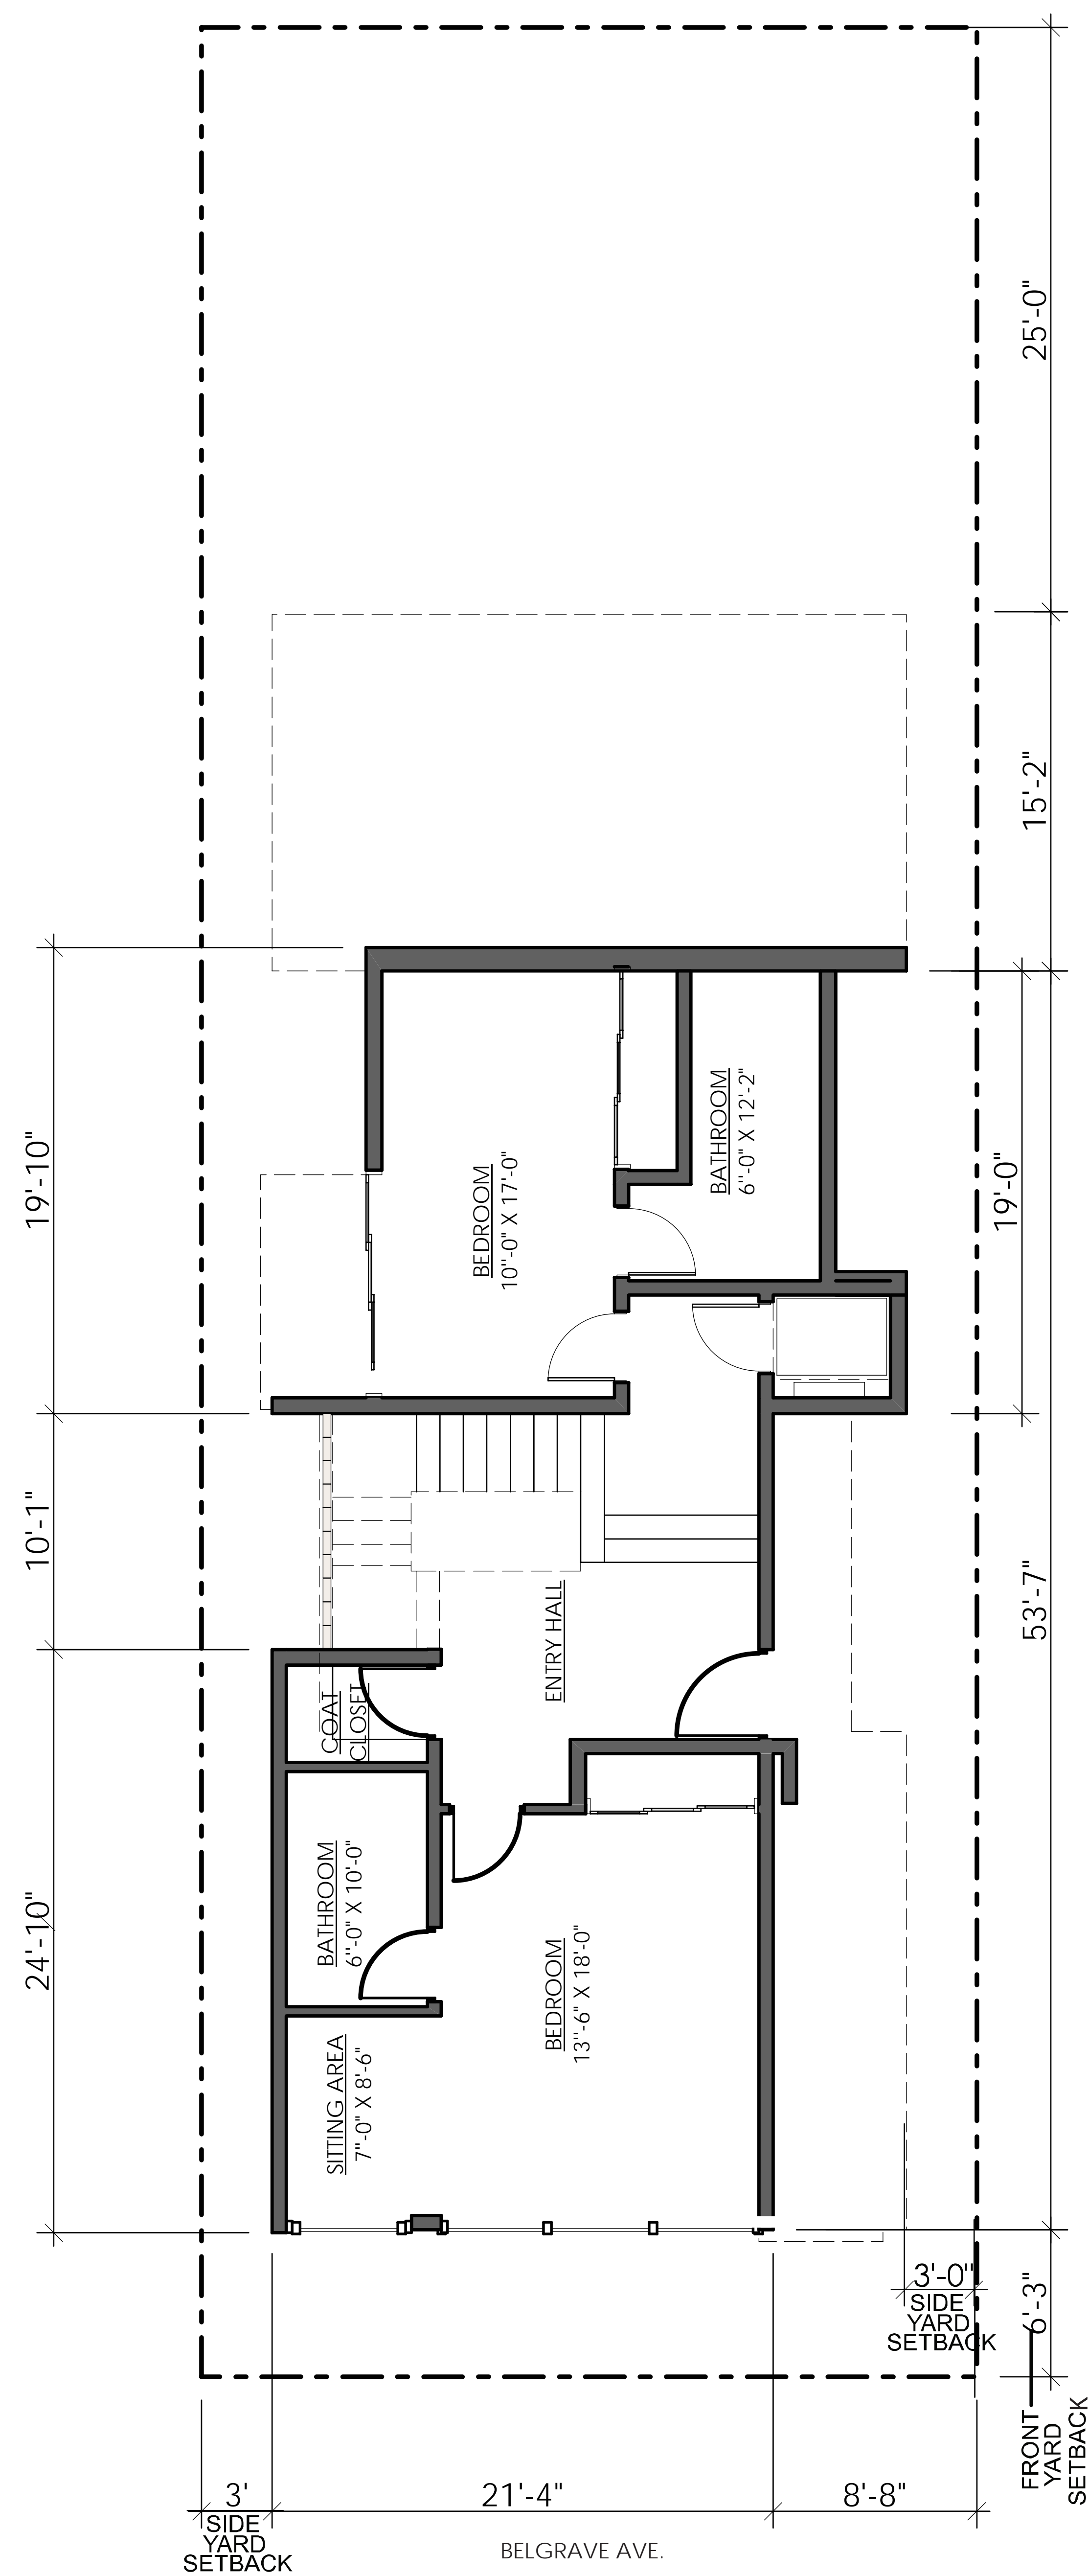 25'-0"
15'-2"
19'-10"
19'-0"
BATHROOM
6'-0" X 12'-2"
BEDROOM
10"-0" X 17'-0"
10'-1"
53'-7"
ENTRY HALL
COAT
CLOSET
BATHROOM
6"-0" X 10'-0"
24'-10"
BEDROOM
13"-6" X 18'-0"
SITTING AREA
7"-0" X 8'-6"
3'-0"
SIDE
YARD
SETBACK
6'-3"
FRONT
YARD
SETBACK
3'
SIDE
YARD
SETBACK
21'-4"
8'-8"
BELGRAVE AVE.